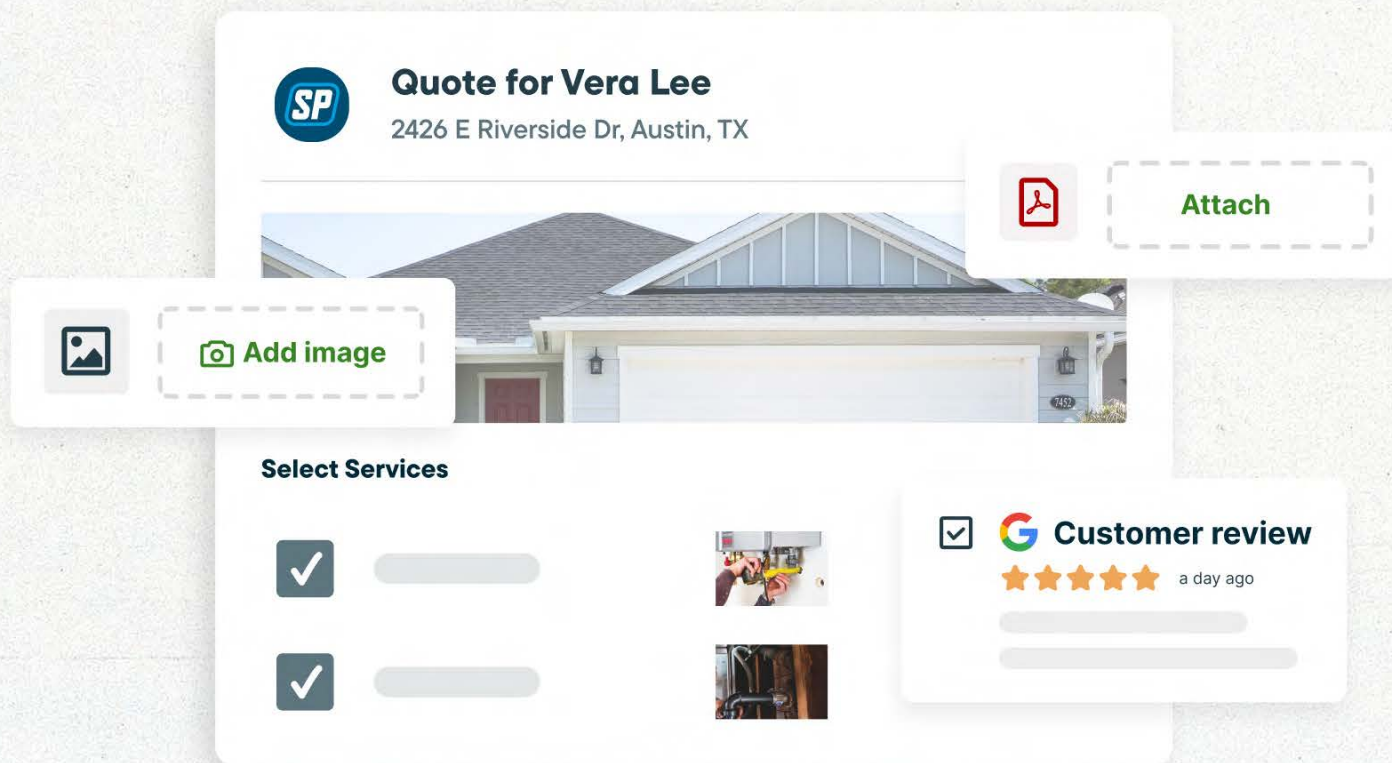 SP
Quote for Vera Lee
2426 E Riverside Dr, Austin, TX
Attach
Add image
7452
Select Services
Customer review
a day ago